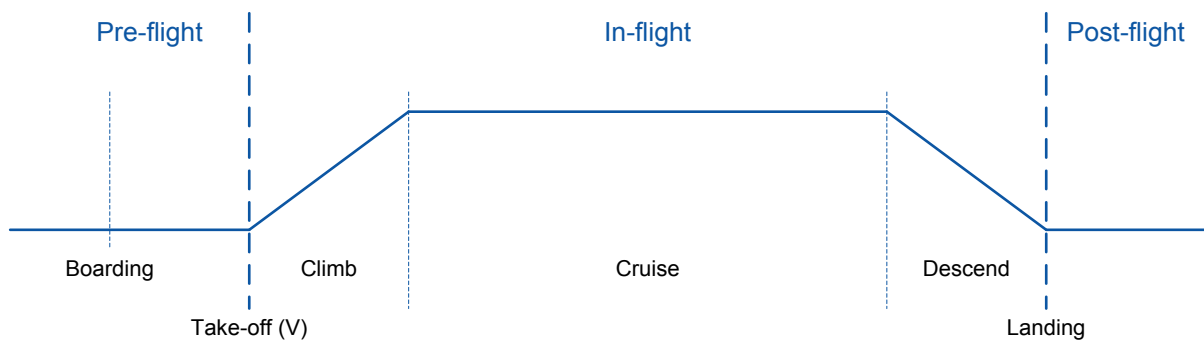 Pre-flight
In-flight
Post-flight
Boarding
Climb
Cruise
Descend
Take-off (V)
Landing